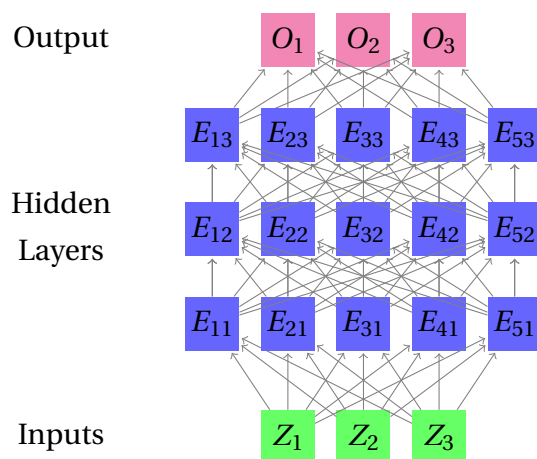 Output O₁ O₂ O₃
E₁₃ E₂₃ E₃₃ E₄₃ E₅₃
Hidden
Layers E₁₂ E₂₂ E₃₂ E₄₂ E₅₂
E₁₁ E₂₁ E₃₁ E₄₁ E₅₁
Inputs Z₁ Z₂ Z₃